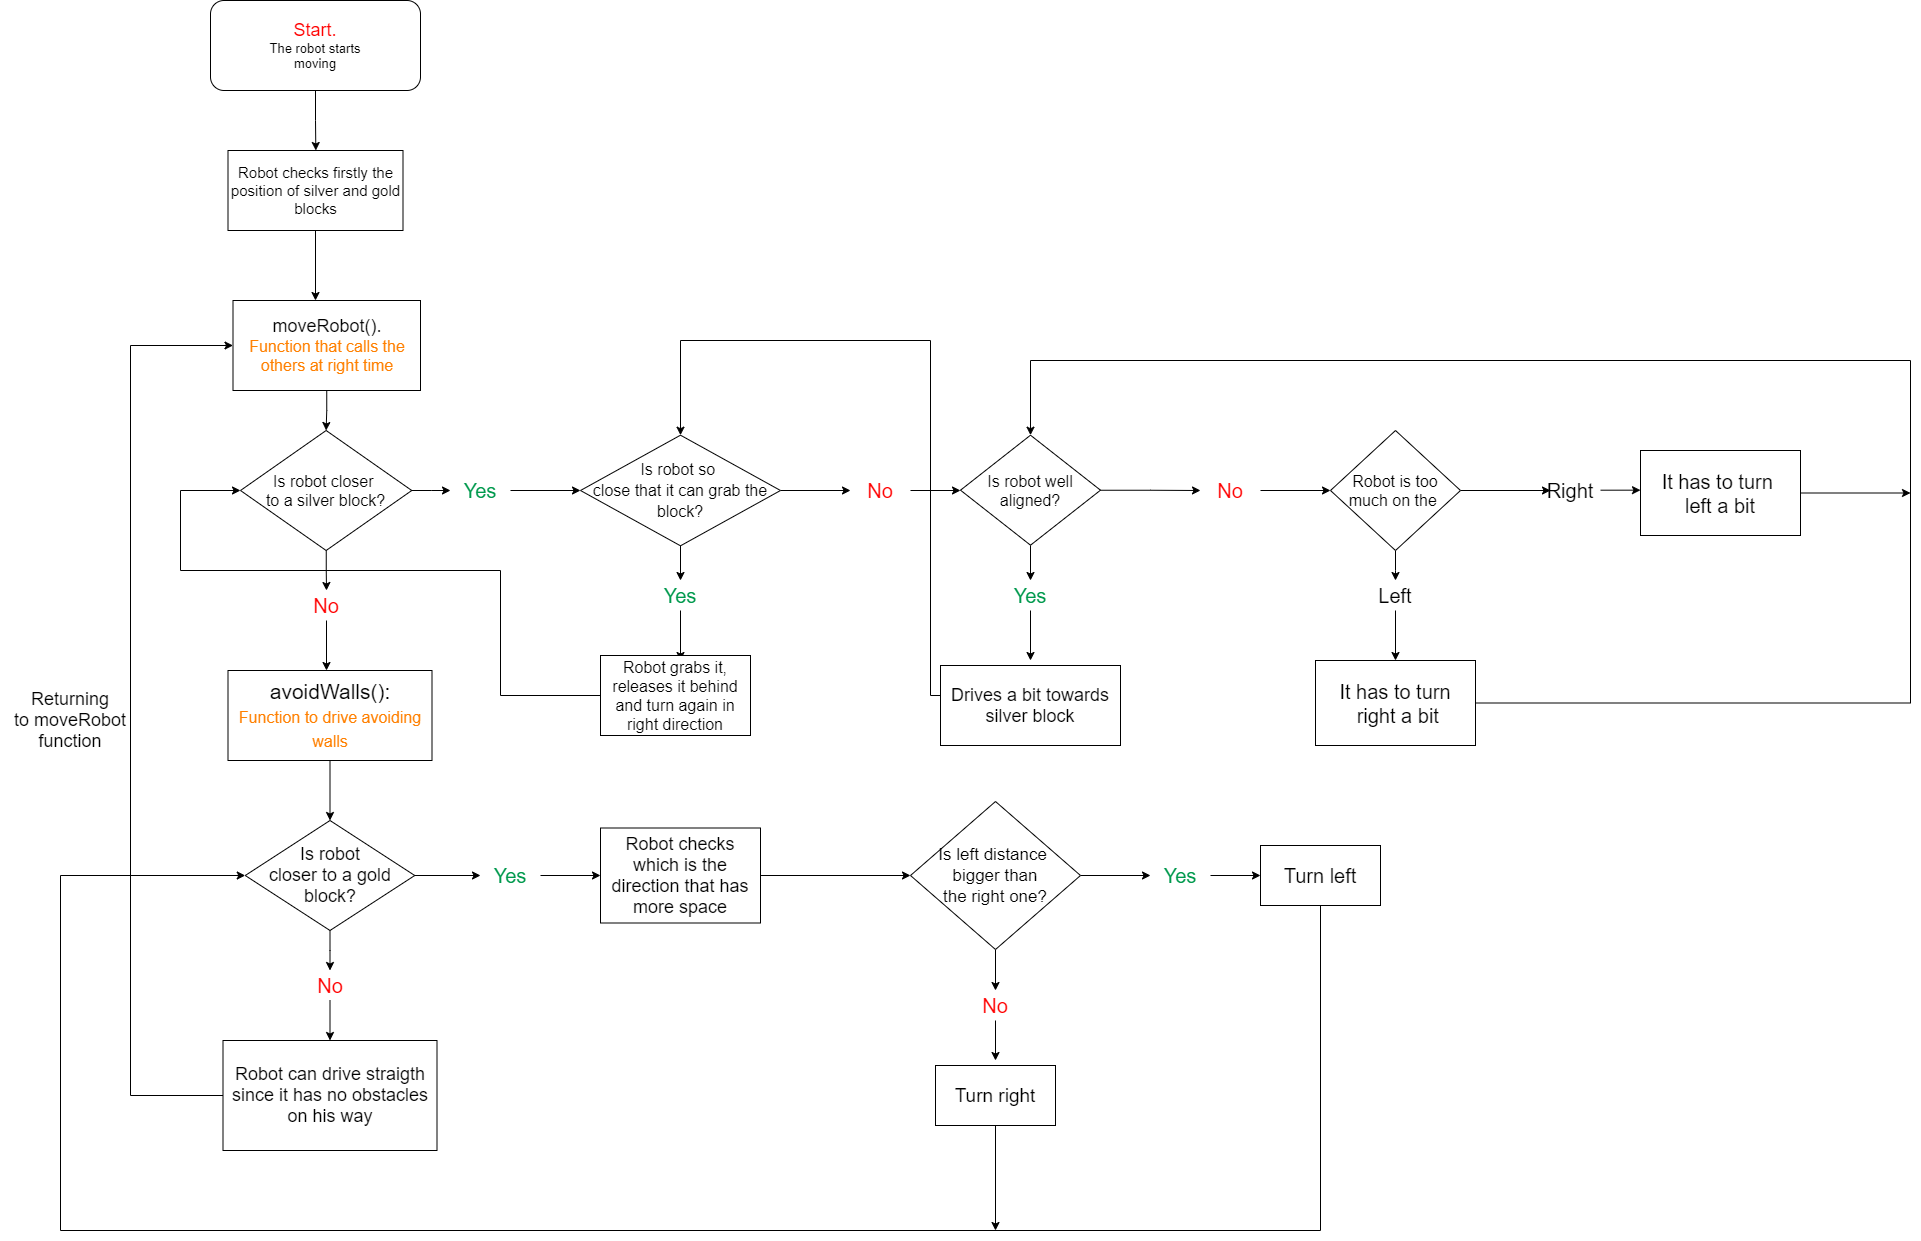 Start.
The robot starts
moving
Robot checks firstly the
position of silver and gold
blocks
moveRobot().
Function that calls the
others at right time
Is robot closer
to a silver block?
Yes
Is robot so
close that it can grab the
block?
No
Is robot well
aligned?
No
Robot is too
much on the
Right
It has to turn
left a bit
No
Yes
Yes
Left
Returning
to moveRobot
function
avoidWalls():
Function to drive avoiding
walls
Robot grabs it,
releases it behind
and turn again in
right direction
Drives a bit towards
silver block
It has to turn
right a bit
Is robot
closer to a gold
block?
Yes
Robot checks
which is the
direction that has
more space
Is left distance
bigger than
the right one?
Yes
Turn left
No
No
Robot can drive straigth
since it has no obstacles
on his way
Turn right